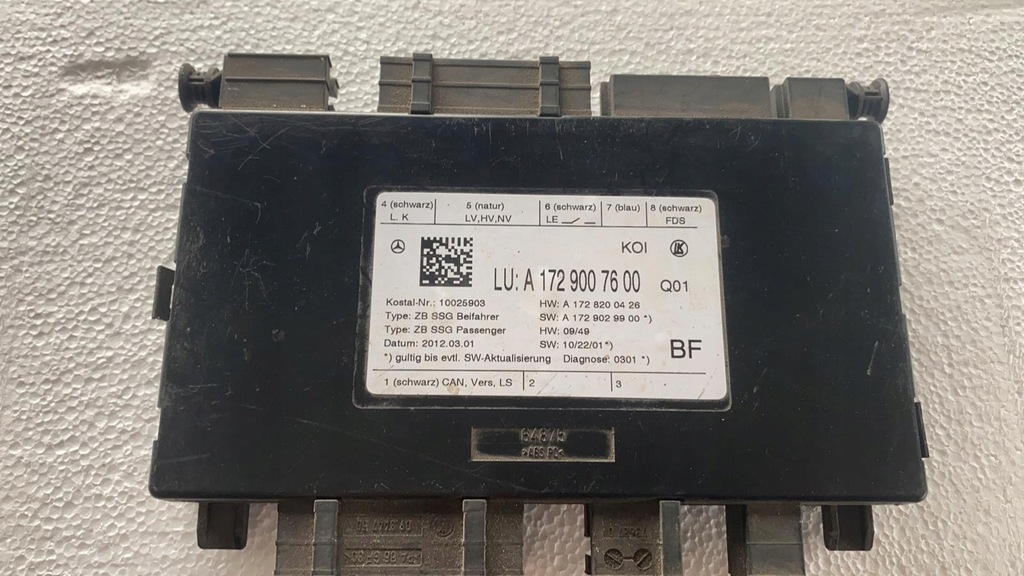 4 (schwarz) 5 (natur) 6 (schwarz) 7 (blau) 8 (schwarz)
L. K LV,HV,NV LE FDS
KOI
LU: A 172 900 76 00 Q01
Kostal-Nr.: 10025903 HW: A 172 820 04 26
Type: ZB SSG Beifahrer SW: A 172 902 99 00 *)
Type: ZB SSG Passenger HW: 09/49
Datum: 2012.03.01 SW: 10/22/01*)
*) gultig bis evtl. SW-Aktualisierung Diagnose: 0301 *)
BF
1 (schwarz) CAN, Vers, LS 2 3
>ABS PC<